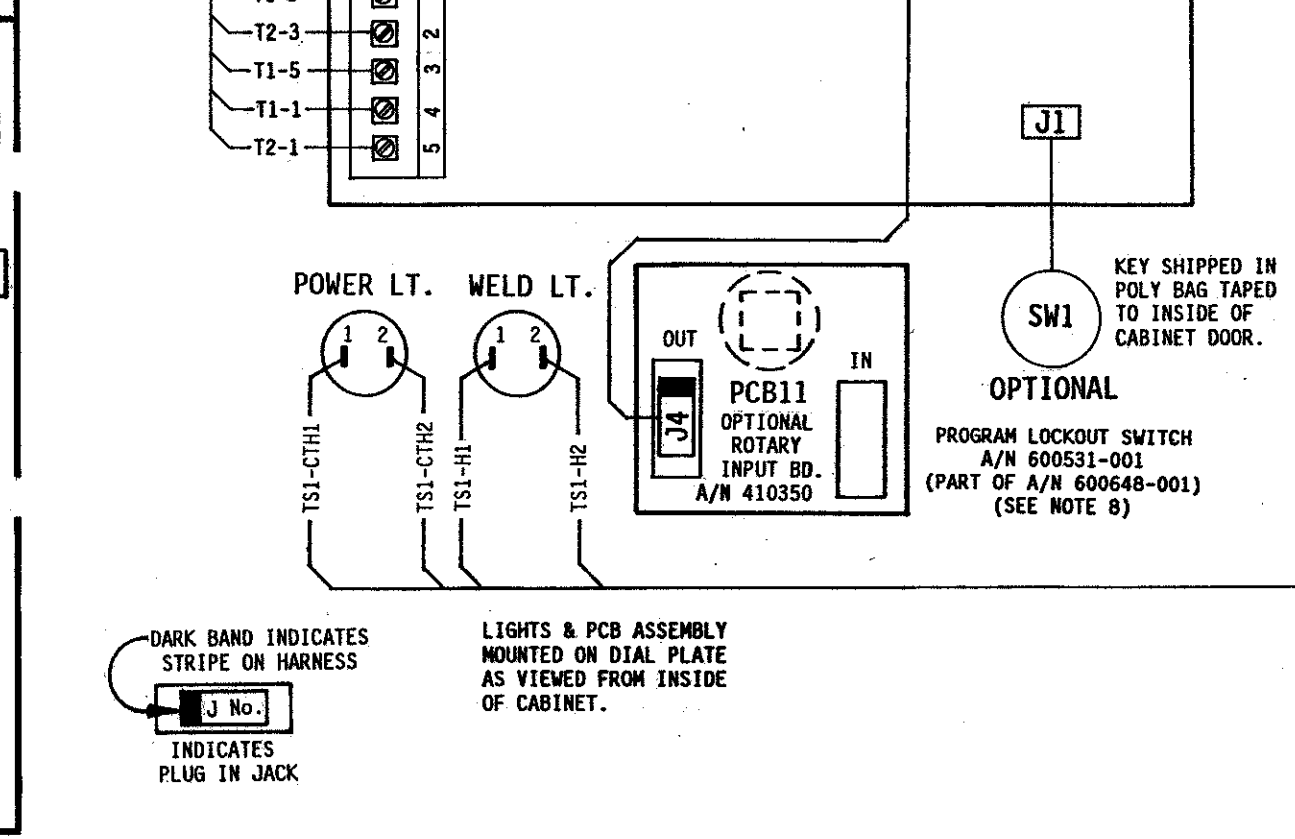 T2-3
2
T1-5
3
T1-1
4
T2-1
5
J1
POWER LT.
WELD LT.
1 2
1 2
TS1-CTH1
TS1-CTH2
TS1-H1
TS1-H2
OUT
J4
IN
PCB11
OPTIONAL
ROTARY
INPUT BD.
A/N 410350
SW1
KEY SHIPPED IN
POLY BAG TAPED
TO INSIDE OF
CABINET DOOR.
OPTIONAL
PROGRAM LOCKOUT SWITCH
A/N 600531-001
(PART OF A/N 600648-001)
(SEE NOTE 8)
DARK BAND INDICATES
STRIPE ON HARNESS
J No.
INDICATES
PLUG IN JACK
LIGHTS & PCB ASSEMBLY
MOUNTED ON DIAL PLATE
AS VIEWED FROM INSIDE
OF CABINET.